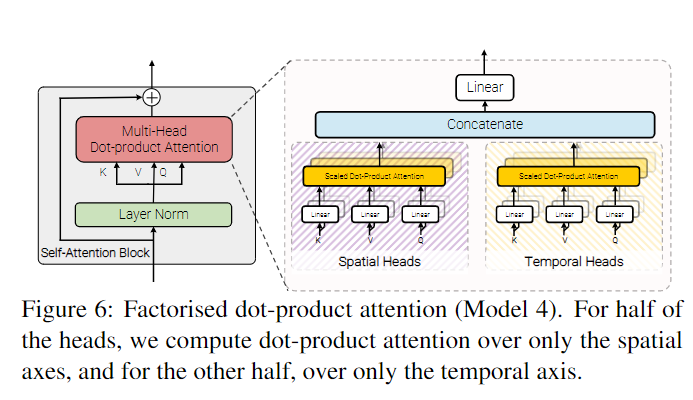 Linear
Concatenate
Multi-Head
Dot-product Attention
K V Q
Layer Norm
Self-Attention Block
Scaled Dot-Product Attention
Linear Linear Linear
K V Q
Spatial Heads
Scaled Dot-Product Attention
Linear Linear Linear
K V Q
Temporal Heads
Figure 6: Factorised dot-product attention (Model 4). For half of
the heads, we compute dot-product attention over only the spatial
axes, and for the other half, over only the temporal axis.